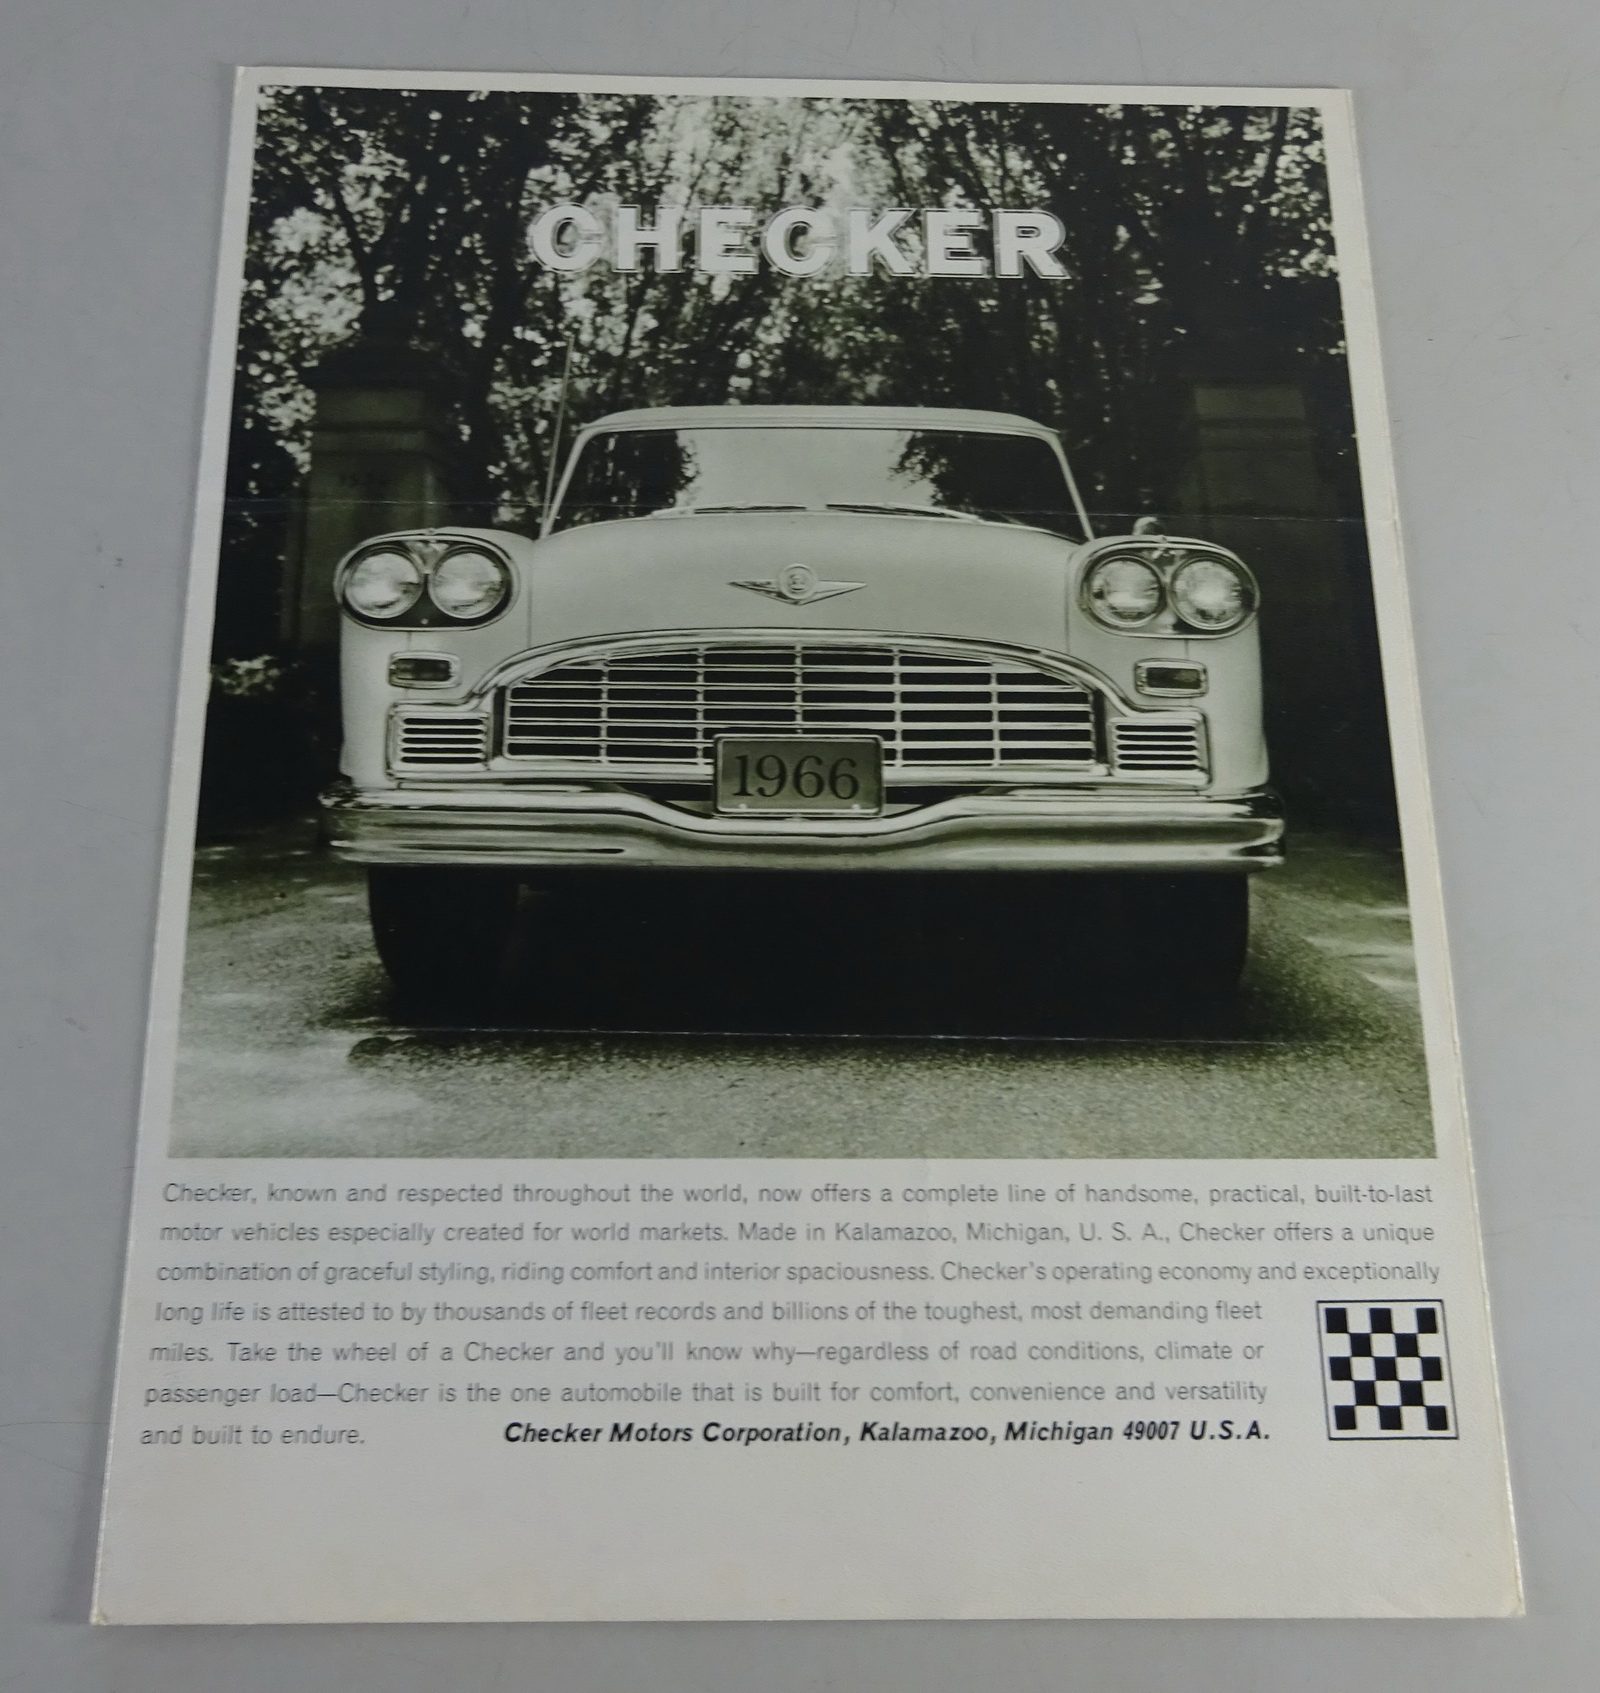 CHECKER
1966
Checker, known and respected throughout the world, now offers a complete line of handsome, practical, built-to-last
motor vehicles especially created for world markets. Made in Kalamazoo, Michigan, U. S. A., Checker offers a unique
combination of graceful styling, riding comfort and interior spaciousness. Checker's operating economy and exceptionally
long life is attested to by thousands of fleet records and billions of the toughest, most demanding fleet
miles. Take the wheel of a Checker and you'll know why—regardless of road conditions, climate or
passenger load—Checker is the one automobile that is built for comfort, convenience and versatility
and built to endure. Checker Motors Corporation, Kalamazoo, Michigan 49007 U.S.A.